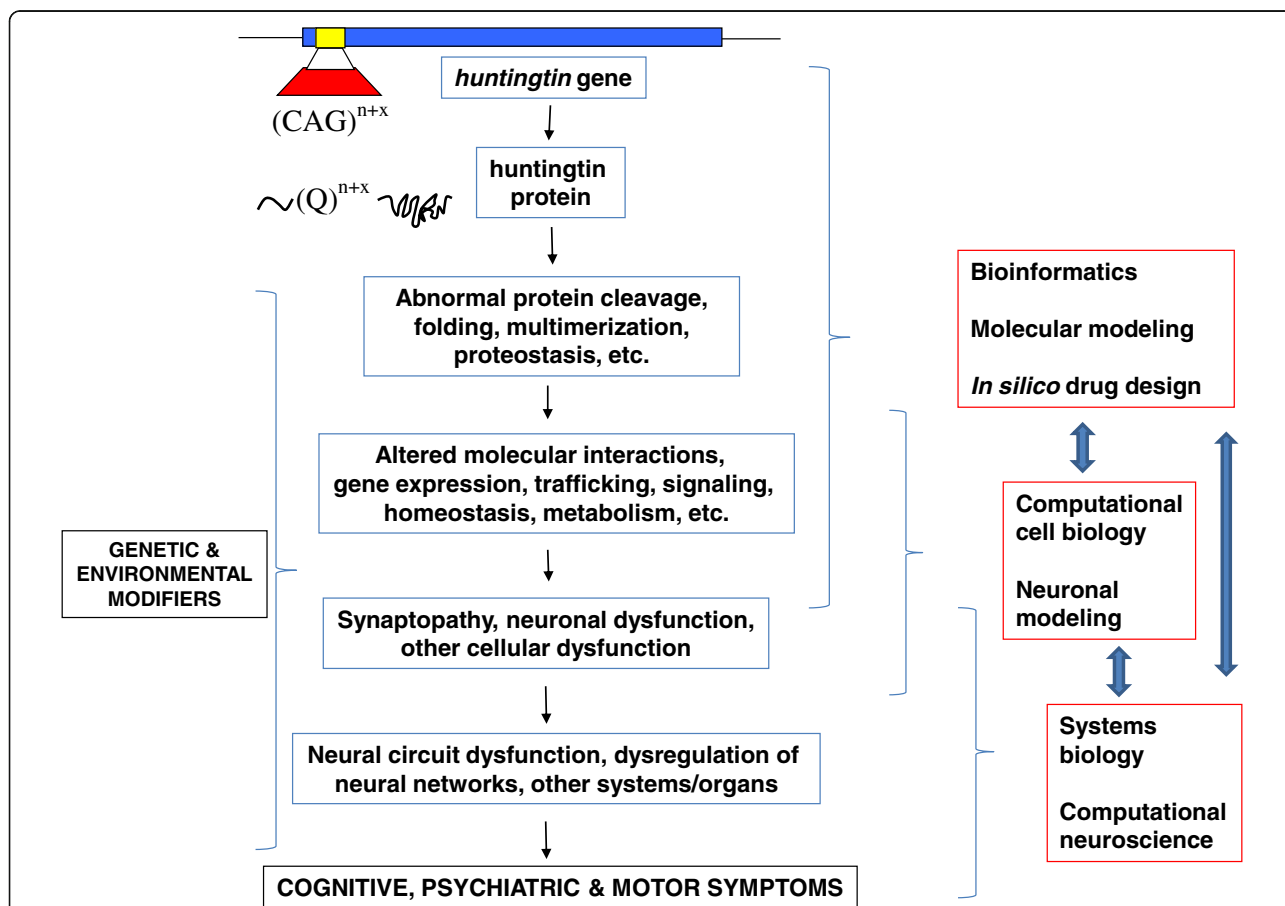 huntingtin gene
(CAG)n+x
huntingtin
protein
(Q)n+x
Abnormal protein cleavage,
folding, multimerization,
proteostasis, etc.
Altered molecular interactions,
gene expression, trafficking, signaling,
homeostasis, metabolism, etc.
GENETIC &
ENVIRONMENTAL
MODIFIERS
Synaptopathy, neuronal dysfunction,
other cellular dysfunction
Neural circuit dysfunction, dysregulation of
neural networks, other systems/organs
COGNITIVE, PSYCHIATRIC & MOTOR SYMPTOMS
Bioinformatics
Molecular modeling
In silico drug design
Computational
cell biology
Neuronal
modeling
Systems
biology
Computational
neuroscience